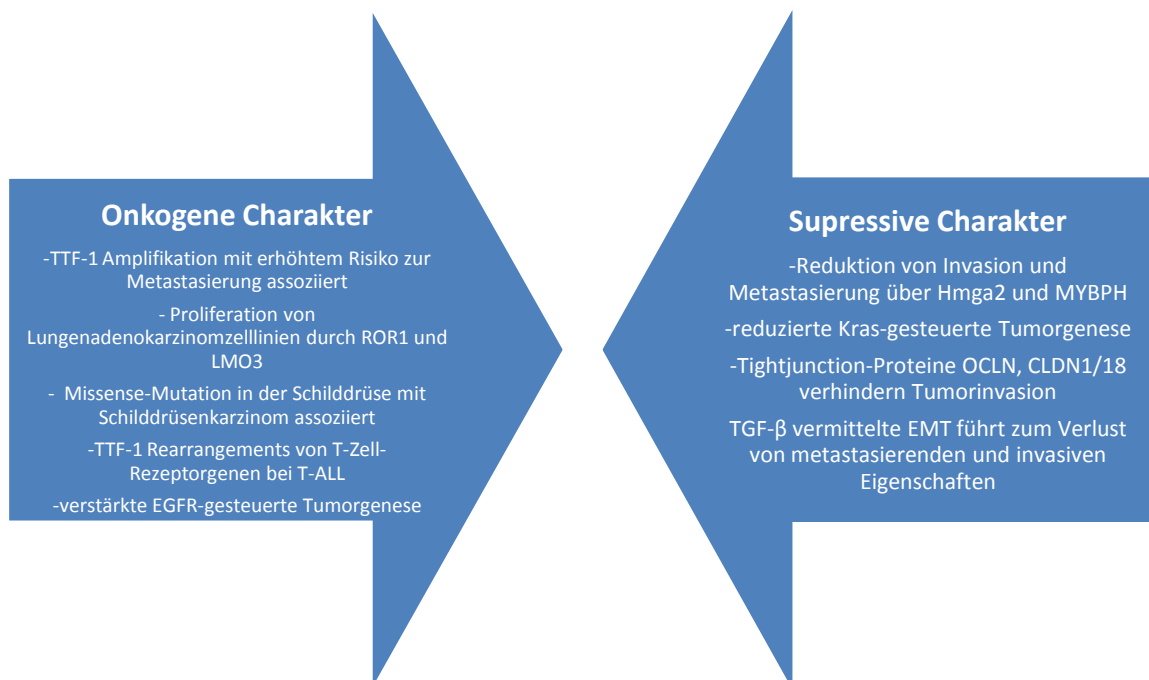 Onkogene Charakter
-TTF-1 Amplifikation mit erhöhtem Risiko zur
Metastasierung assoziiert
- Proliferation von
Lungenadenokarzinomzelllinien durch ROR1 und
LMO3
- Missense-Mutation in der Schilddrüse mit
Schilddrüsenkarzinom assoziiert
-TTF-1 Rearrangements von T-Zell-
Rezeptorgenen bei T-ALL
-verstärkte EGFR-gesteuerte Tumorgenese
Supressive Charakter
-Reduktion von Invasion und
Metastasierung über Hmga2 und MYBPH
-reduzierte Kras-gesteuerte Tumorgenese
-Tightjunction-Proteine OCLN, CLDN1/18
verhindern Tumorinvasion
TGF-β vermittelte EMT führt zum Verlust
von metastasierenden und invasiven
Eigenschaften